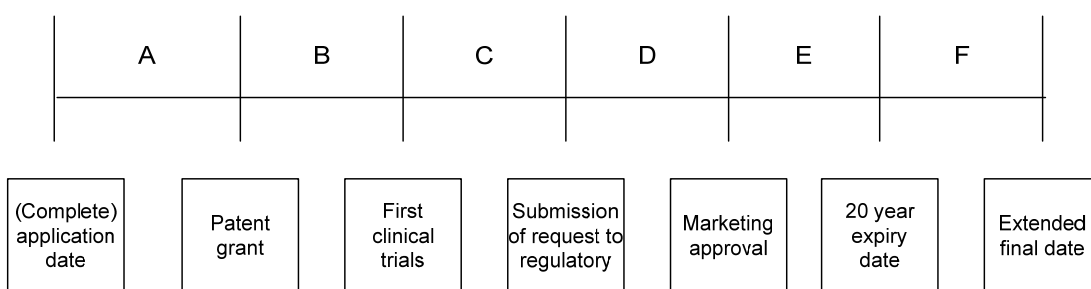 A B C D E F
(Complete)
application
date
Patent
grant
First
clinical
trials
Submission
of request to
regulatory
Marketing
approval
20 year
expiry
date
Extended
final date